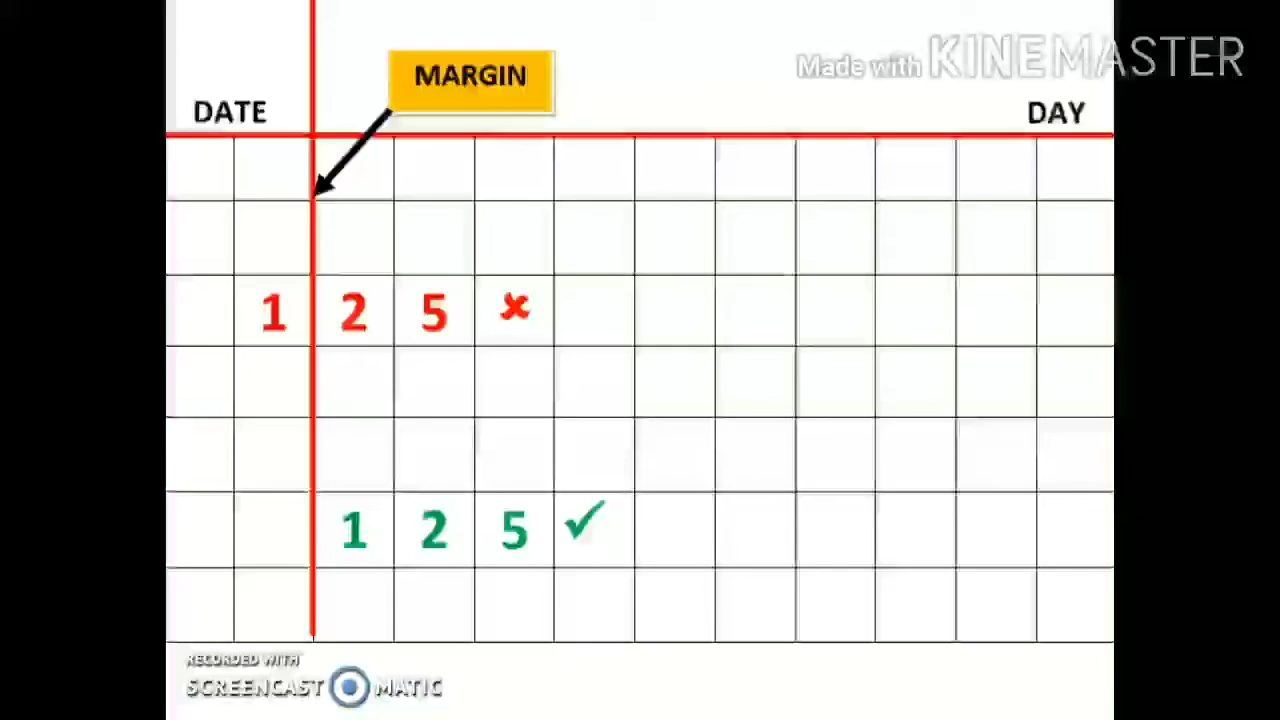 Made with KINEMASTER
MARGIN
DATE DAY
1 2 5 ×
1 2 5 ✓
RECORDED WITH
SCREENCAST MATIC